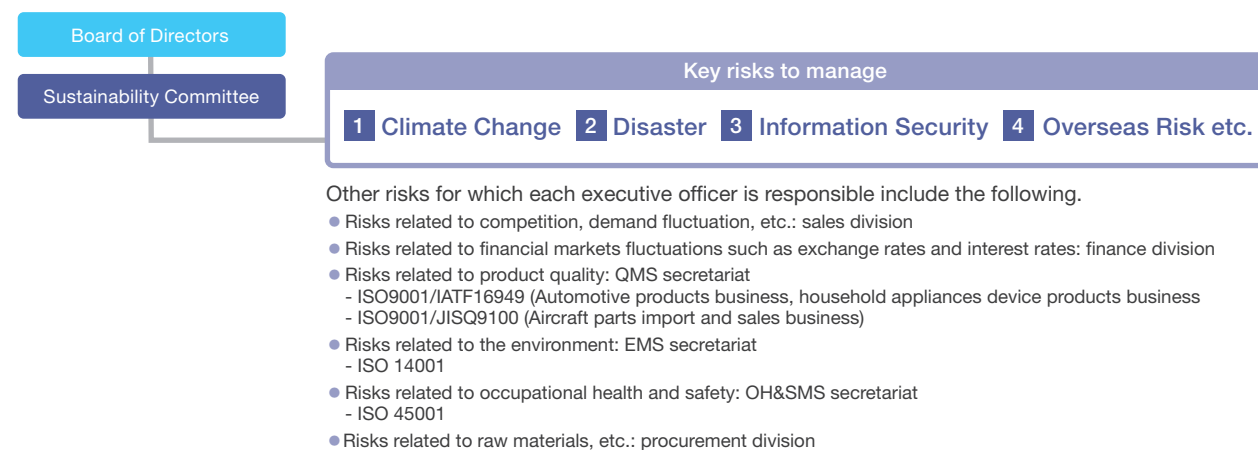 Board of Directors
Sustainability Committee
Key risks to manage
1 Climate Change 2 Disaster 3 Information Security 4 Overseas Risk etc.
Other risks for which each executive officer is responsible include the following.
● Risks related to competition, demand fluctuation, etc.: sales division
● Risks related to financial markets fluctuations such as exchange rates and interest rates: finance division
● Risks related to product quality: QMS secretariat
- ISO9001/IATF16949 (Automotive products business, household appliances device products business
- ISO9001/JISQ9100 (Aircraft parts import and sales business)
● Risks related to the environment: EMS secretariat
- ISO 14001
● Risks related to occupational health and safety: OH&SMS secretariat
- ISO 45001
● Risks related to raw materials, etc.: procurement division